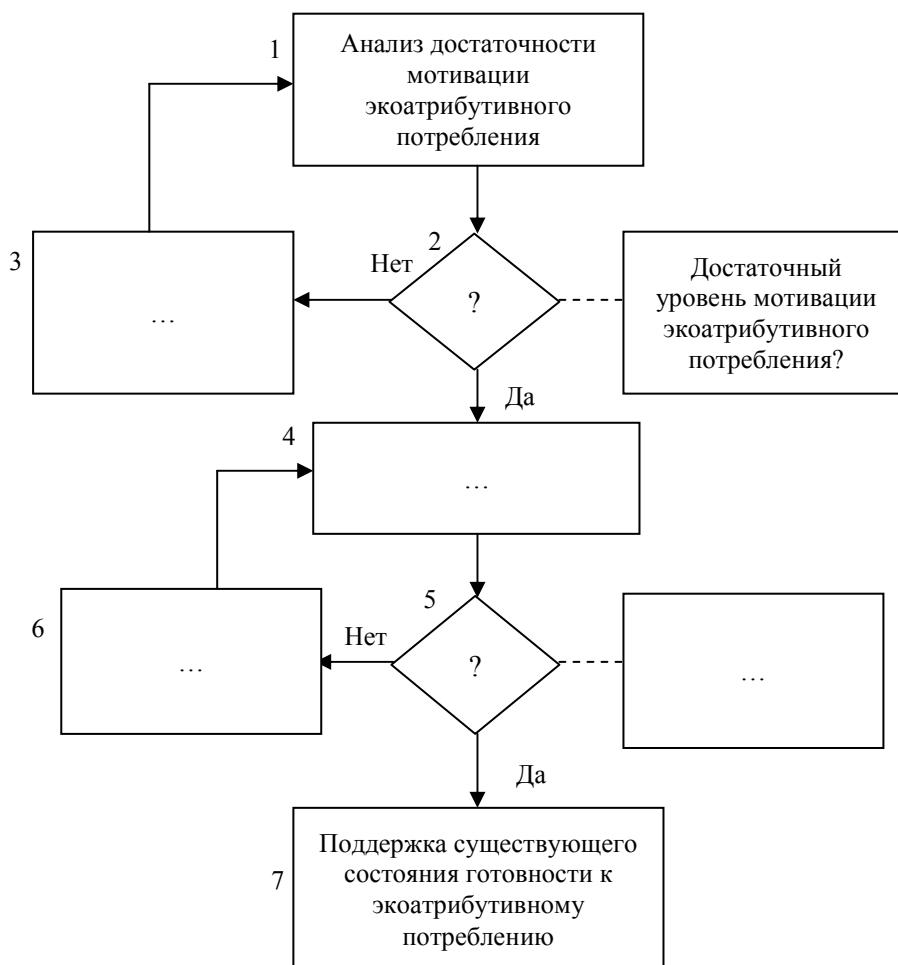 1
Анализ достаточности
мотивации
экоатрибутивного
потребления
2
Нет
?
Достаточный
уровень мотивации
экоатрибутивного
потребления?
3
…
Да
4
…
5
Нет
?
…
6
…
Да
7
Поддержка существующего
состояния готовности к
экоатрибутивному
потреблению